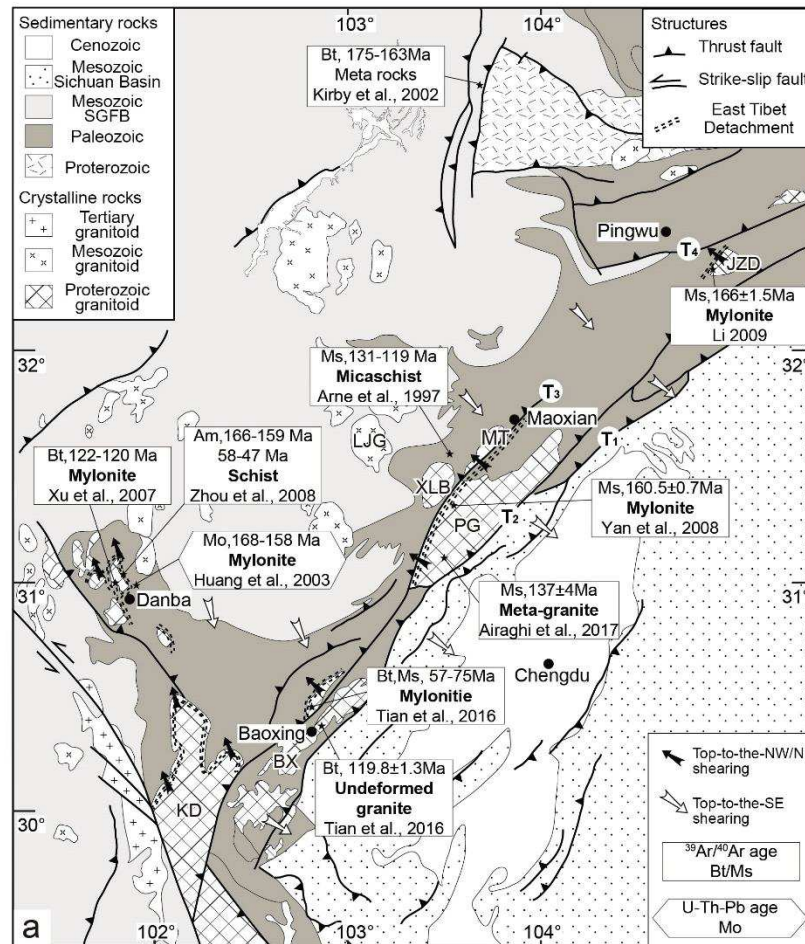 103°
104°
Sedimentary rocks
Cenozoic
Mesozoic
Sichuan Basin
Mesozoic
SGFB
Paleozoic
Proterozoic
Crystalline rocks
Tertiary
granitoid
Mesozoic
granitoid
Proterozoic
granitoid
Bt, 175-163Ma
Meta rocks
Kirby et al., 2002
Structures
Thrust fault
Strike-slip fault
East Tibet
Detachment
Pingwu
T4
JZD
Ms,166±1.5Ma
Mylonite
Li 2009
32°
32°
Ms,131-119 Ma
Micaschist
Arne et al., 1997
T3
Maoxian
MT
T1
LJG
XLB
PG
T2
Bt,122-120 Ma
Mylonite
Xu et al., 2007
Am,166-159 Ma
58-47 Ma
Schist
Zhou et al., 2008
Mo,168-158 Ma
Mylonite
Huang et al., 2003
Ms,160.5±0.7Ma
Mylonite
Yan et al., 2008
31°
31°
Danba
Ms,137±4Ma
Meta-granite
Airaghi et al., 2017
Chengdu
Bt,Ms, 57-75Ma
Mylonitie
Tian et al., 2016
Baoxing
BX
KD
Bt, 119.8±1.3Ma
Undeformed
granite
Tian et al., 2016
30°
30°
Top-to-the-NW/N
shearing
Top-to-the-SE
shearing
39Ar/40Ar age
Bt/Ms
U-Th-Pb age
Mo
a
102°
103°
104°